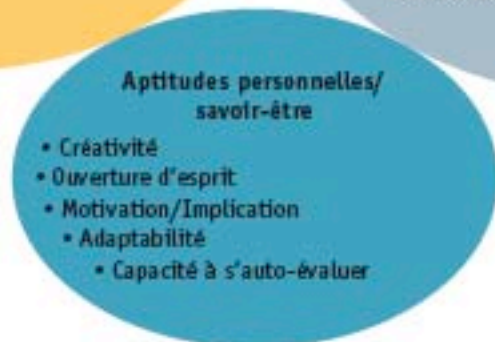 Aptitudes personnelles/
savoir-être
• Créativité
• Ouverture d'esprit
• Motivation/Implication
• Adaptabilité
• Capacité à s'auto-évaluer